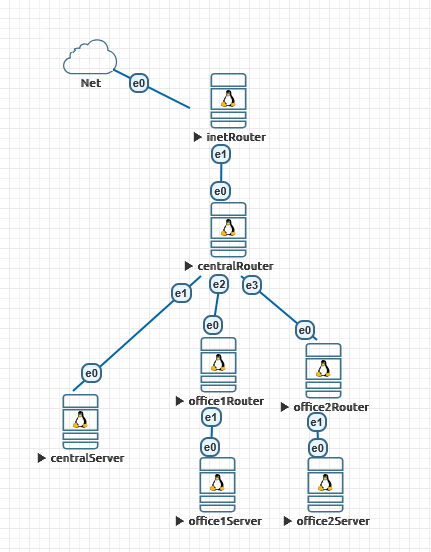 Net
e0
inetRouter
e1
e0
centralRouter
e1
e2
e3
e0
e0
e0
office1Router
office2Router
e1
e1
centralServer
e0
e0
office1Server
office2Server